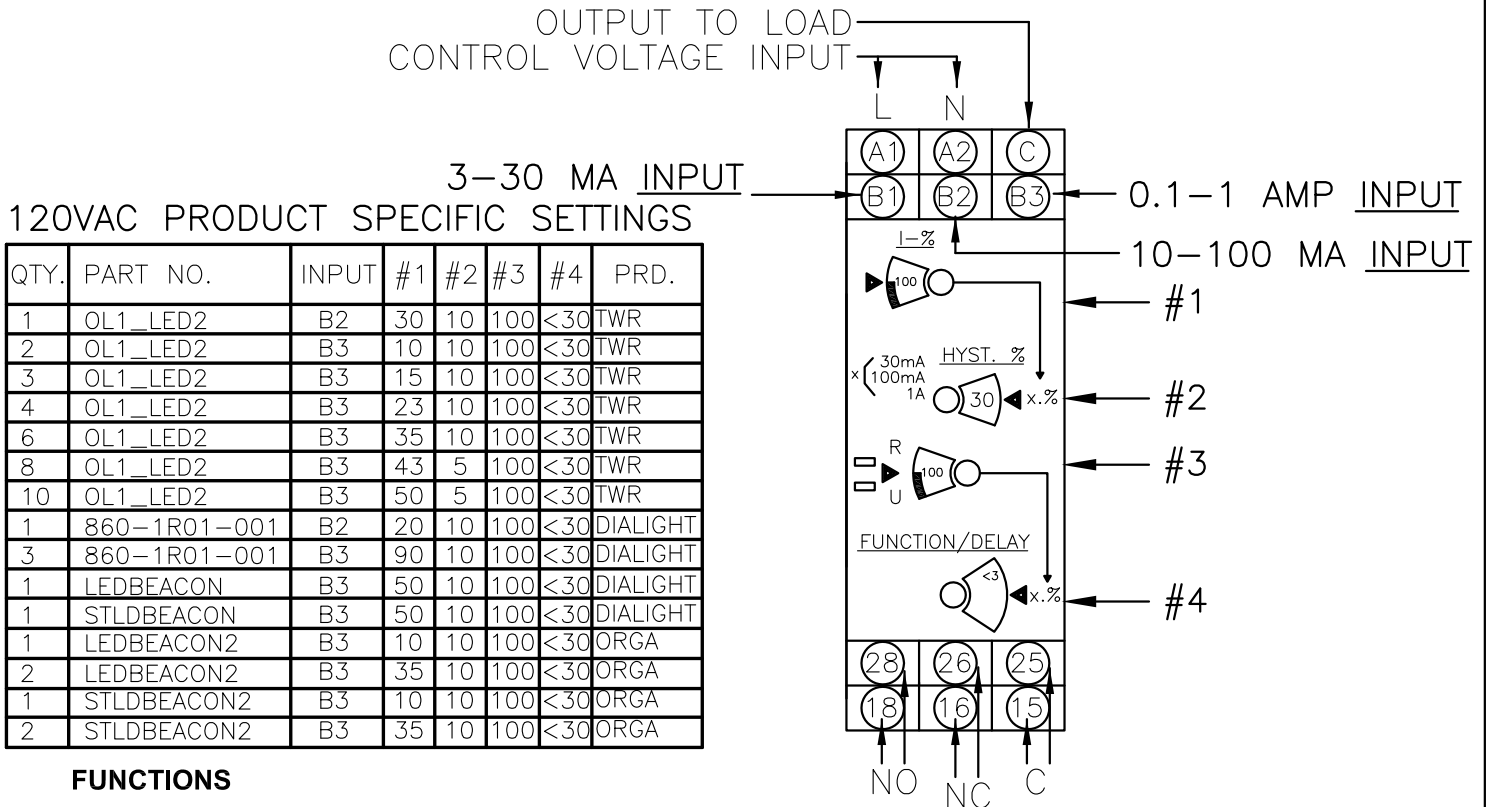 OUTPUT TO LOAD
CONTROL VOLTAGE INPUT
L N
A1 A2 C
3-30 MA INPUT
B1 B2 B3
0.1-1 AMP INPUT
10-100 MA INPUT
120VAC PRODUCT SPECIFIC SETTINGS
QTY. PART NO. INPUT #1 #2 #3 #4 PRD.
1 OL1_LED2 B2 30 10 100 <30 TWR
2 OL1_LED2 B3 10 10 100 <30 TWR
3 OL1_LED2 B3 15 10 100 <30 TWR
4 OL1_LED2 B3 23 10 100 <30 TWR
6 OL1_LED2 B3 35 10 100 <30 TWR
8 OL1_LED2 B3 43 5 100 <30 TWR
10 OL1_LED2 B3 50 5 100 <30 TWR
1 860-1R01-001 B2 20 10 100 <30 DIALIGHT
3 860-1R01-001 B3 90 10 100 <30 DIALIGHT
1 LEDBEACON B3 50 10 100 <30 DIALIGHT
1 STLDBEACON B3 50 10 100 <30 DIALIGHT
1 LEDBEACON2 B3 10 10 100 <30 ORGA
2 LEDBEACON2 B3 35 10 100 <30 ORGA
1 STLDBEACON2 B3 10 10 100 <30 ORGA
2 STLDBEACON2 B3 35 10 100 <30 ORGA
FUNCTIONS
I-%
100
#1
HYST. %
x 30mA
100mA
1A
30
x.%
#2
R
100
U
#3
FUNCTION/DELAY
<3
x.%
#4
28 26 25
18 16 15
NO NC C